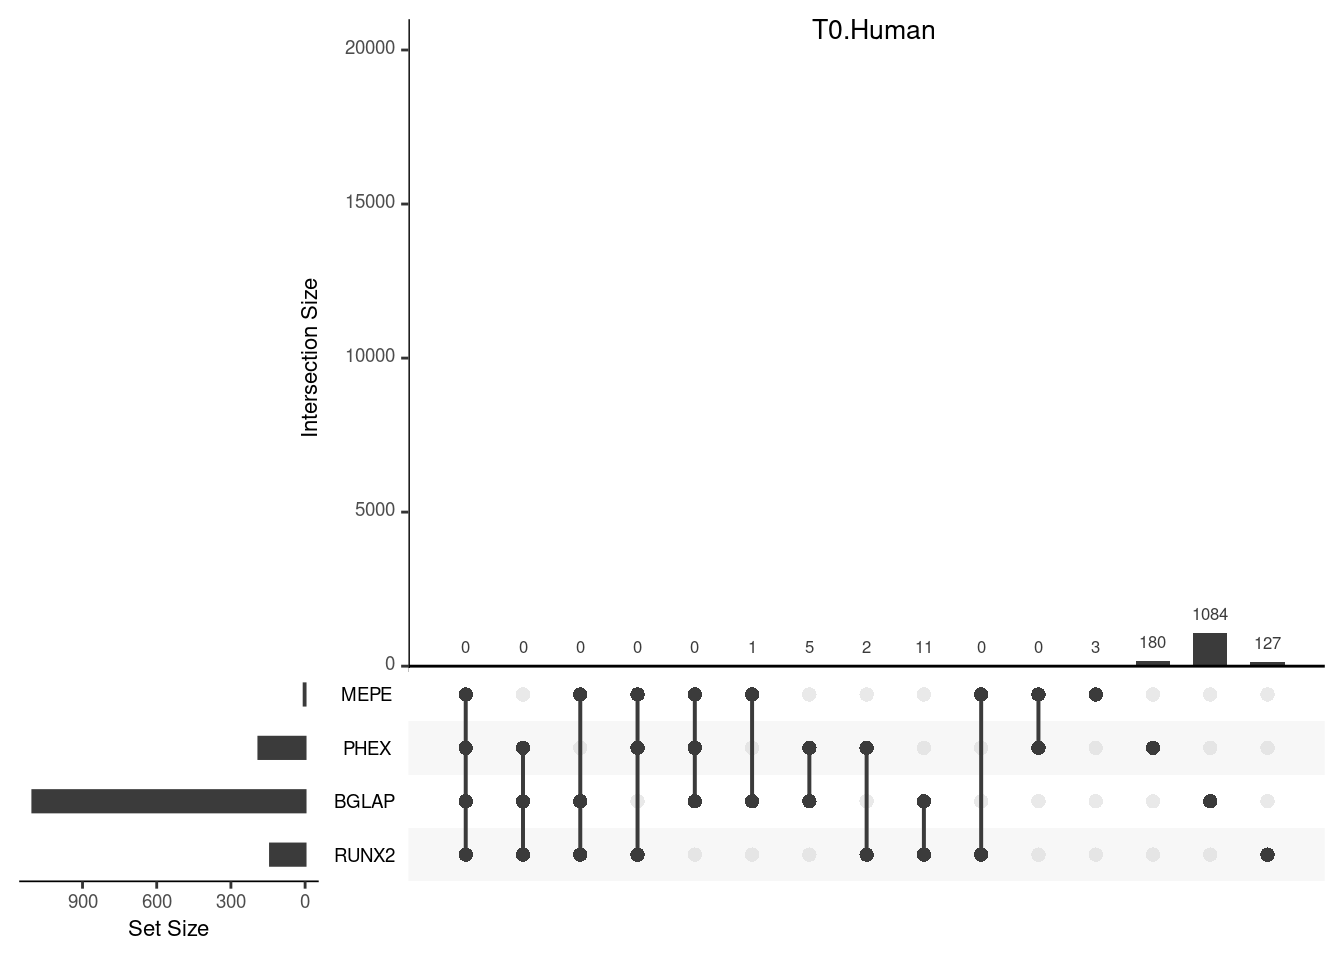 T0.Human
20000
15000
10000
5000
0
Intersection Size
0 0 0 0 0 1 5 2 11 0 0 3 180 1084 127
MEPE
PHEX
BGLAP
RUNX2
900 600 300 0
Set Size